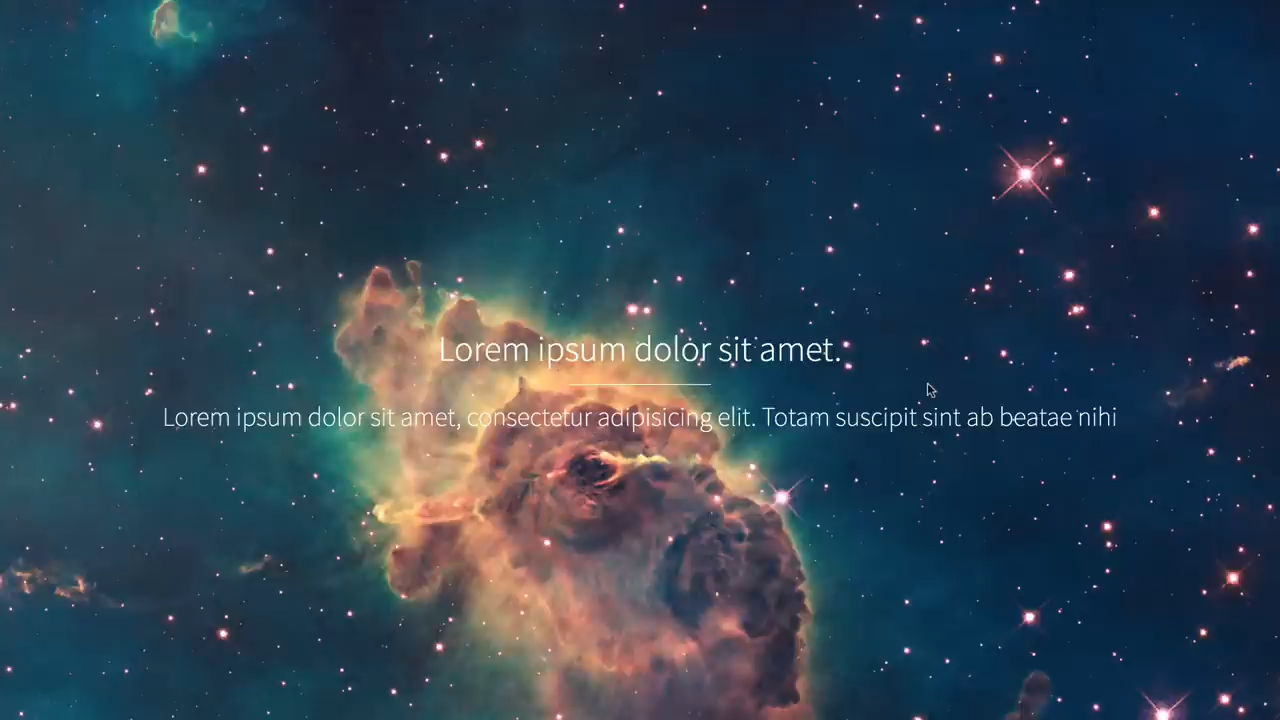 Lorem ipsum dolor sit amet.
Lorem ipsum dolor sit amet, consectetur adipisicing elit. Totam suscipit sint ab beatae nihi